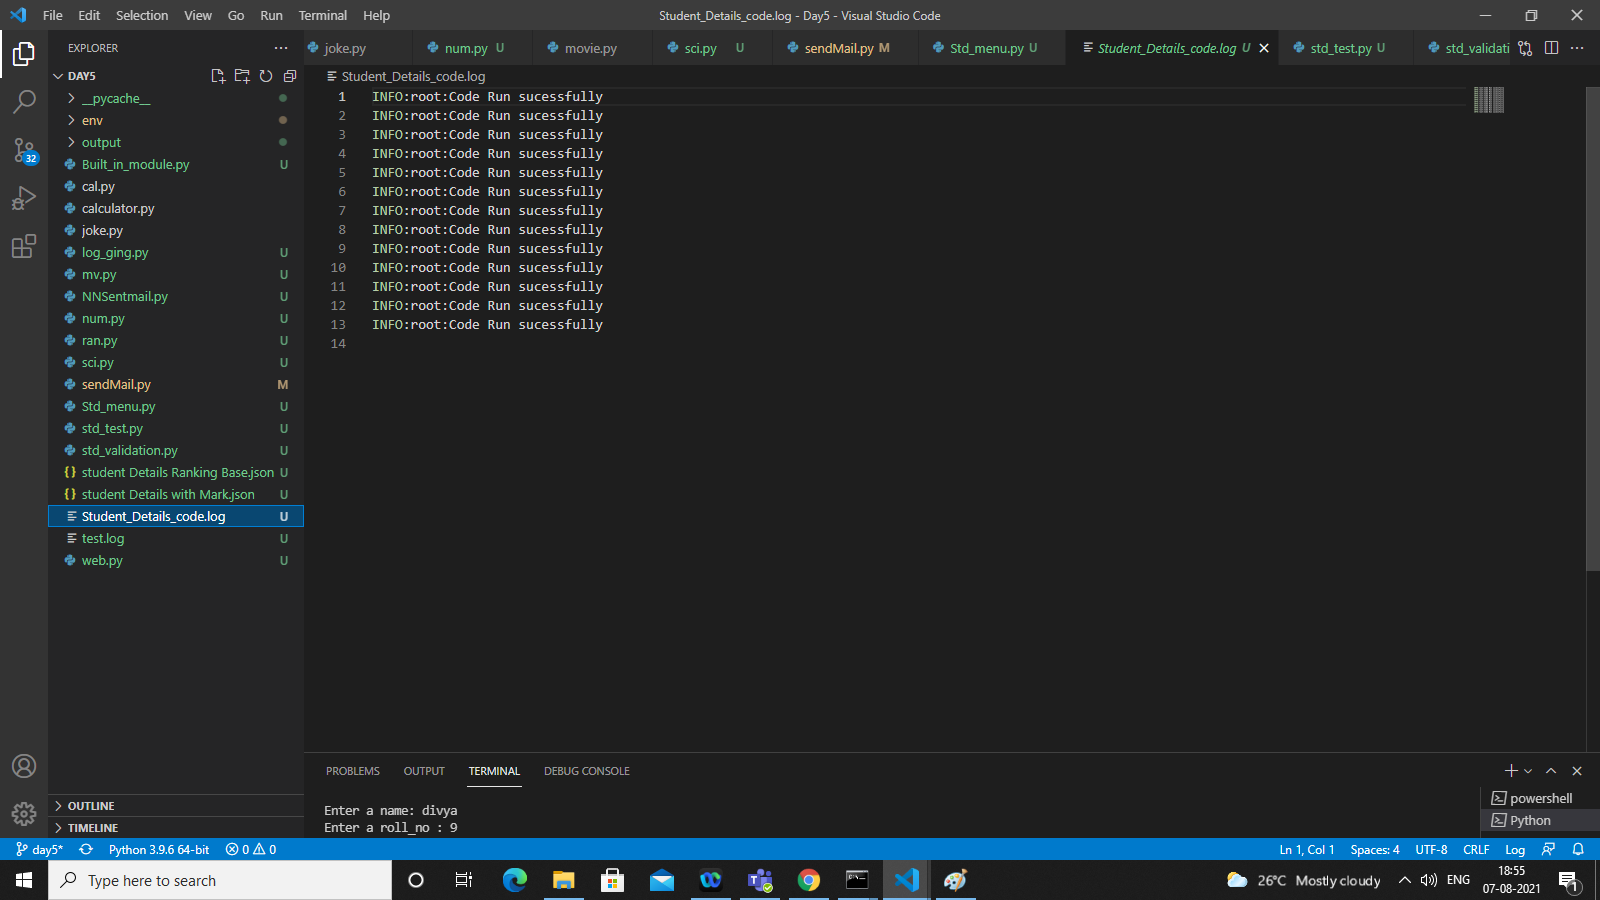 File Edit Selection View Go Run Terminal Help
Student_Details_code.log - Day5 - Visual Studio Code
EXPLORER
joke.py
num.py U
movie.py
sci.py U
sendMail.py M
Std_menu.py U
Student_Details_code.log U
std_test.py U
std_validati
DAY5
__pycache__
env
output
Built_in_module.py U
cal.py
calculator.py
joke.py
log_ging.py U
mv.py U
NNSentmail.py U
num.py U
ran.py U
sci.py U
sendMail.py M
Std_menu.py U
std_test.py U
std_validation.py U
student Details Ranking Base.json U
student Details with Mark.json U
Student_Details_code.log U
test.log U
web.py U
OUTLINE
TIMELINE
32
Student_Details_code.log
1 INFO:root:Code Run sucessfully
2 INFO:root:Code Run sucessfully
3 INFO:root:Code Run sucessfully
4 INFO:root:Code Run sucessfully
5 INFO:root:Code Run sucessfully
6 INFO:root:Code Run sucessfully
7 INFO:root:Code Run sucessfully
8 INFO:root:Code Run sucessfully
9 INFO:root:Code Run sucessfully
10 INFO:root:Code Run sucessfully
11 INFO:root:Code Run sucessfully
12 INFO:root:Code Run sucessfully
13 INFO:root:Code Run sucessfully
14
PROBLEMS OUTPUT TERMINAL DEBUG CONSOLE
Enter a name: divya
Enter a roll_no : 9
powershell
Python
day5* Python 3.9.6 64-bit 0 0
Ln 1, Col 1 Spaces: 4 UTF-8 CRLF Log
Type here to search
26°C Mostly cloudy
ENG
18:55
07-08-2021
1